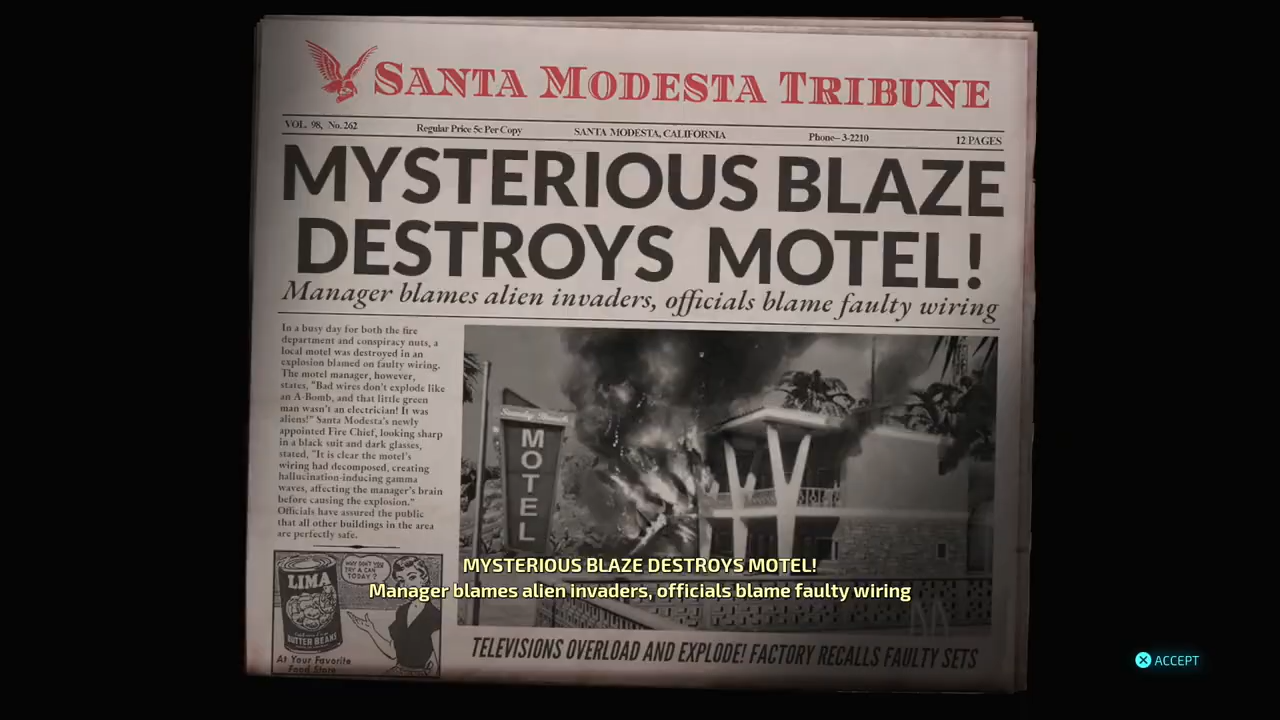 SANTA MODESTA TRIBUNE
VOL. 98, No. 262 Regular Price 5c Per Copy SANTA MODESTA, CALIFORNIA Phone-- 3-2210 12 PAGES
MYSTERIOUS BLAZE
DESTROYS MOTEL!
Manager blames alien invaders, officials blame faulty wiring
In a busy day for both the fire
department and conspiracy nuts, a
local motel was destroyed in an
explosion blamed on faulty wiring.
The motel manager, however,
states, "Bad wires don't explode like
an A-Bomb, and that little green
man wasn't an electrician! It was
aliens!" Santa Modesta's newly
appointed Fire Chief, looking sharp
in a black suit and dark glasses,
stated, "It is clear the motel's
wiring had decomposed, creating
hallucination-inducing gamma
waves, affecting the manager's brain
before causing the explosion."
Officials have assured the public
that all other buildings in the area
are perfectly safe.
MOTEL
LIMA
BUTTER BEANS
WHY DON'T YOU
TRY A CAN
TODAY?
At Your Favorite
Food Store
MYSTERIOUS BLAZE DESTROYS MOTEL!
Manager blames alien invaders, officials blame faulty wiring
TELEVISIONS OVERLOAD AND EXPLODE! FACTORY RECALLS FAULTY SETS
ACCEPT